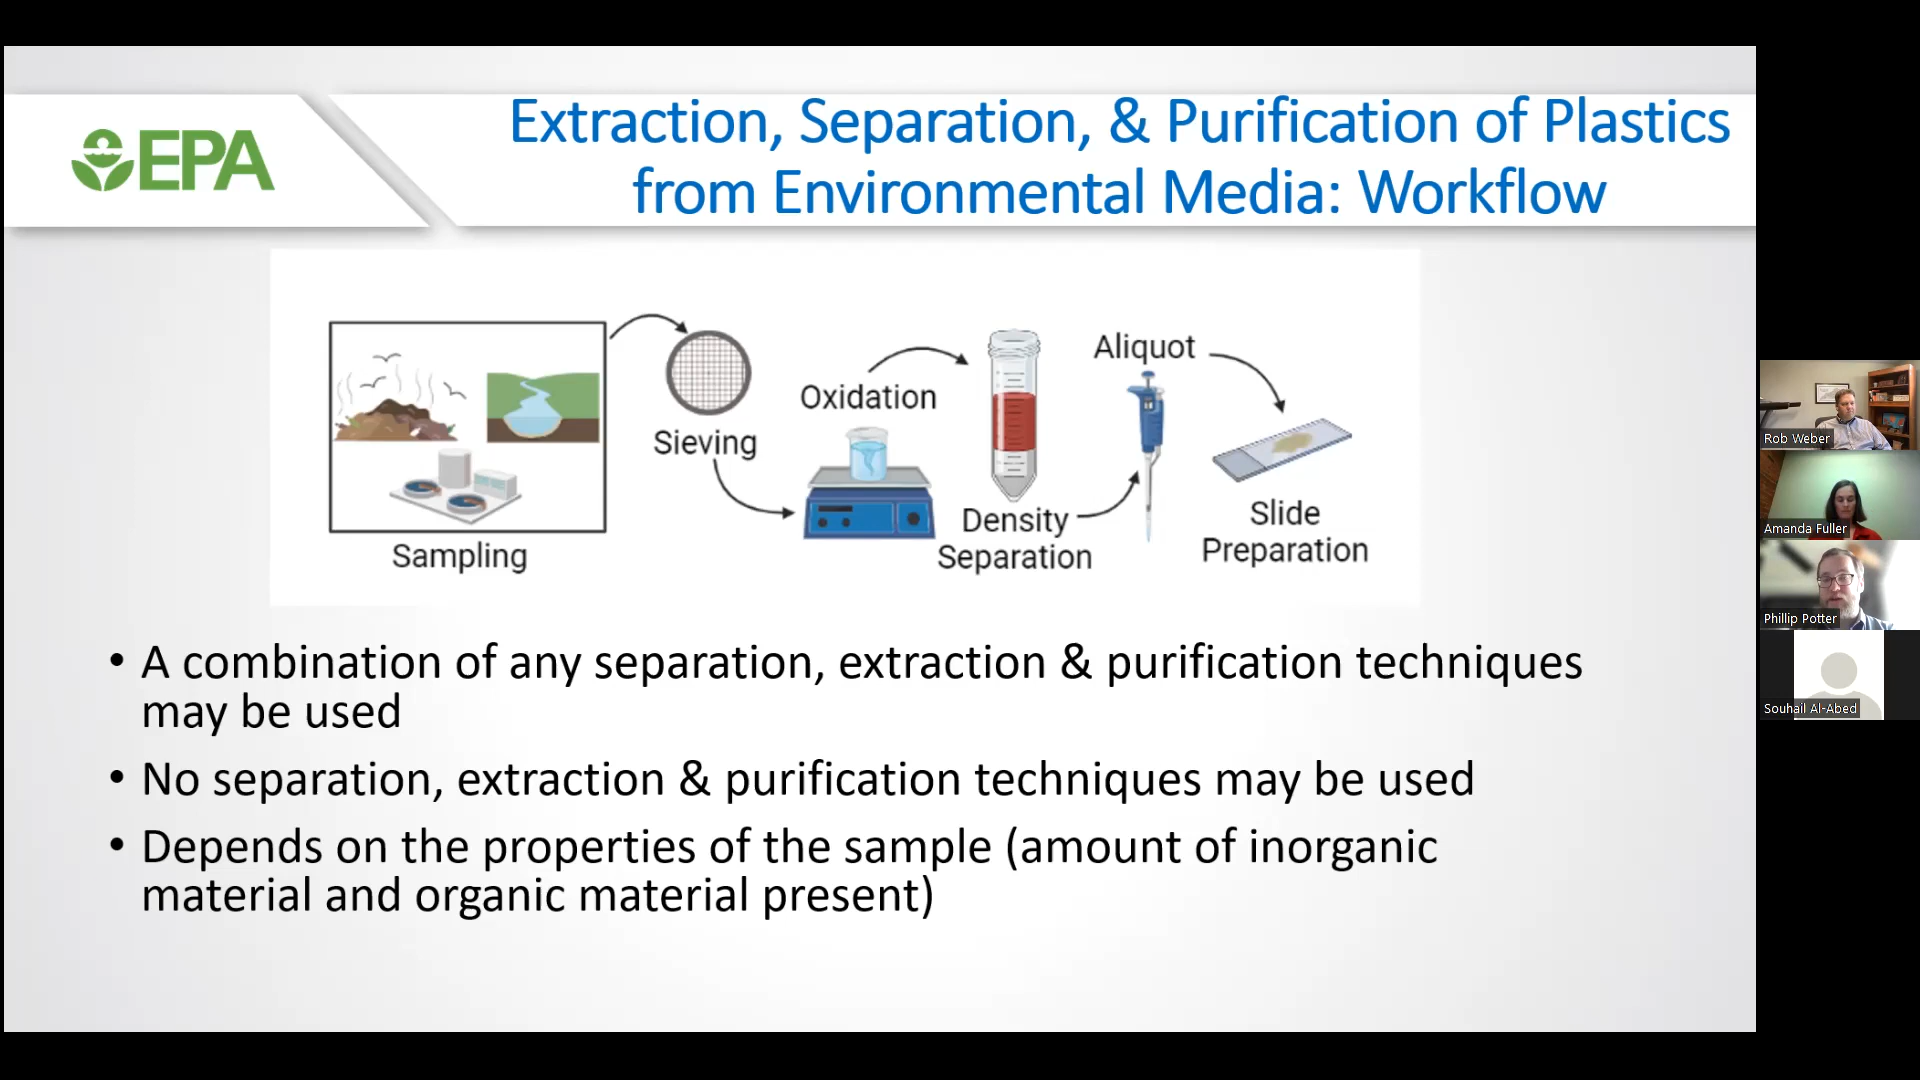 EPA
Extraction, Separation, & Purification of Plastics
from Environmental Media: Workflow
Sampling
Sieving
Oxidation
Density
Separation
Aliquot
Slide
Preparation
• A combination of any separation, extraction & purification techniques
may be used
• No separation, extraction & purification techniques may be used
• Depends on the properties of the sample (amount of inorganic
material and organic material present)
Rob Weber
Amanda Fuller
Phillip Potter
Souhail Al-Abed